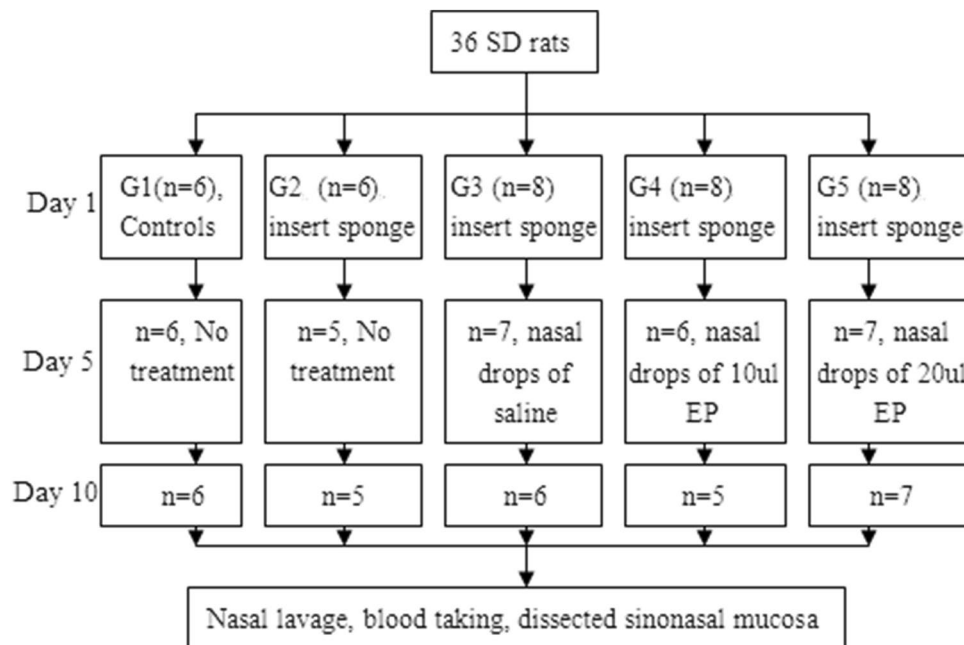 36 SD rats
Day 1
G1(n=6),
Controls
G2 (n=6).
insert sponge
G3 (n=8)
insert sponge
G4 (n=8)
insert sponge
G5 (n=8).
insert sponge
Day 5
n=6, No
treatment
n=5, No
treatment
n=7, nasal
drops of
saline
n=6, nasal
drops of 10ul
EP
n=7, nasal
drops of 20ul
EP
Day 10
n=6
n=5
n=6
n=5
n=7
Nasal lavage, blood taking, dissected sinonasal mucosa